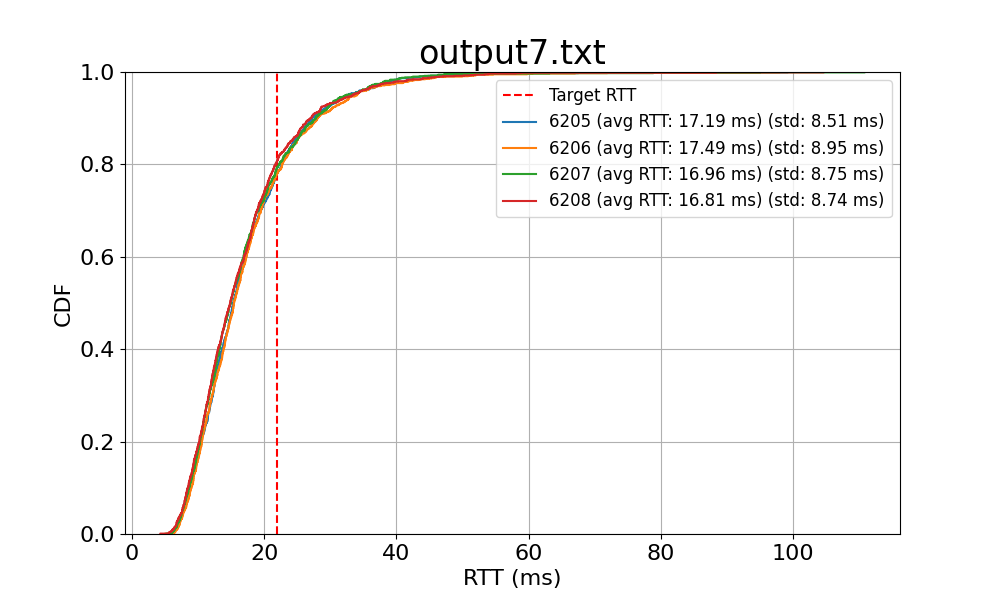 output7.txt
1.0
0.8
0.6
0.4
0.2
0.0
CDF
Target RTT
6205 (avg RTT: 17.19 ms) (std: 8.51 ms)
6206 (avg RTT: 17.49 ms) (std: 8.95 ms)
6207 (avg RTT: 16.96 ms) (std: 8.75 ms)
6208 (avg RTT: 16.81 ms) (std: 8.74 ms)
0 20 40 60 80 100
RTT (ms)